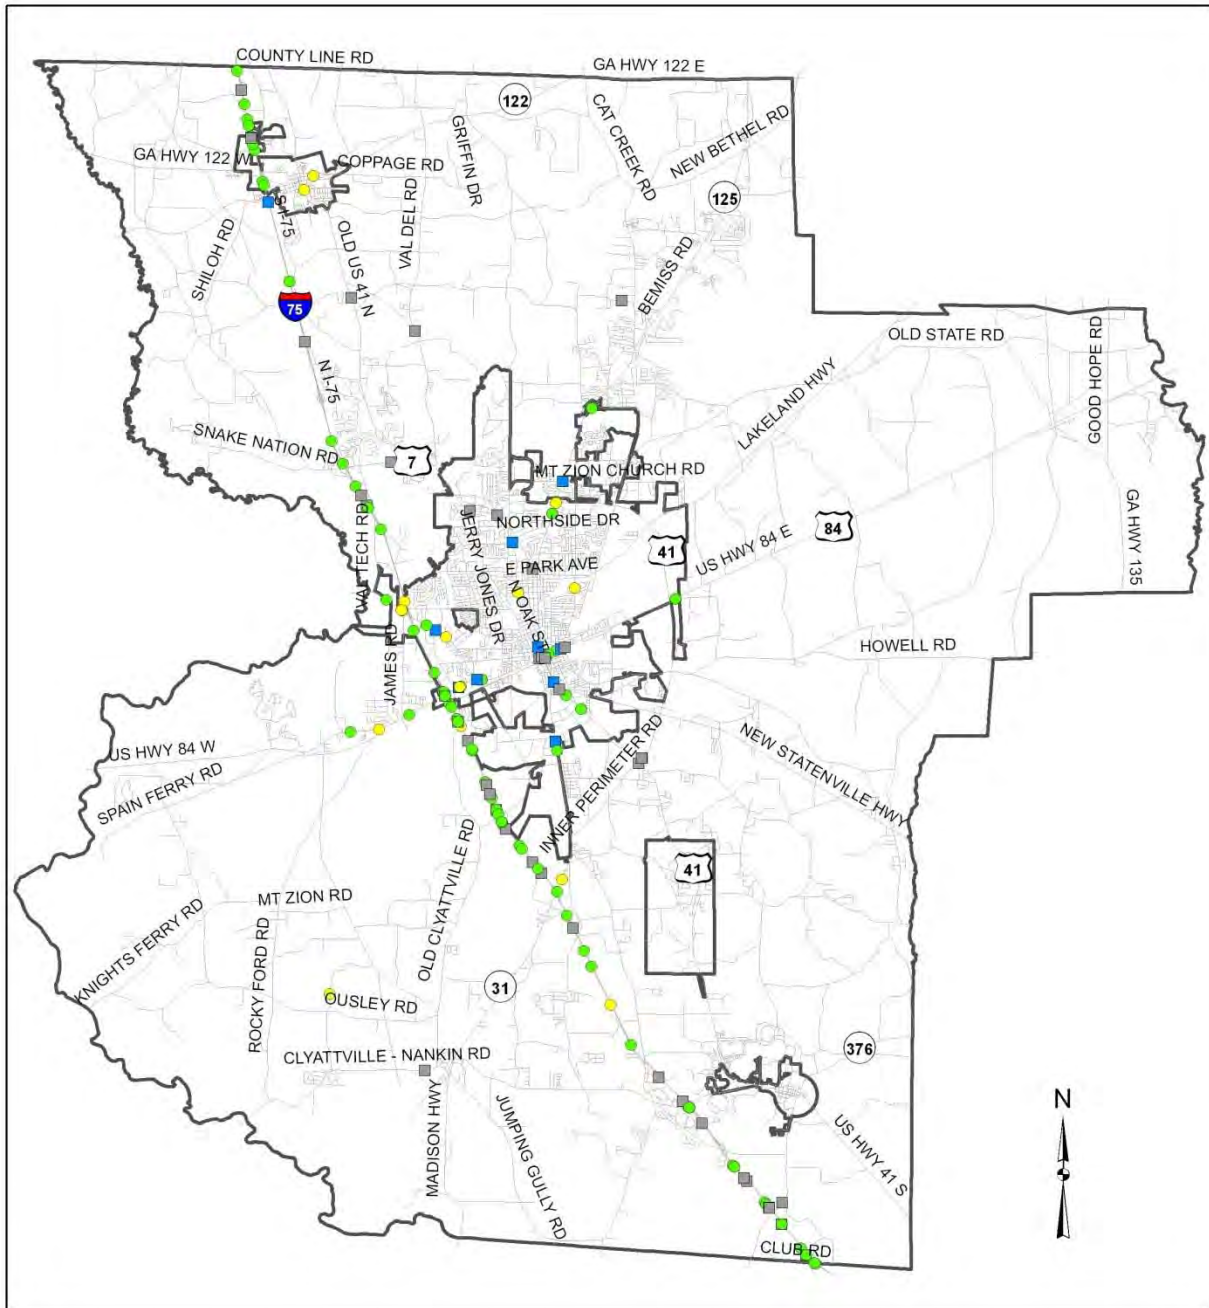 COUNTY LINE RD
GA HWY 122 E
122
CAT CREEK RD
NEW BETHEL RD
GRIFFIN DR
GA HWY 122 W
COPPAGE RD
VAL DEL RD
125
S I-75
OLD US 41 N
SHILOH RD
BEMISS RD
75
OLD STATE RD
GOOD HOPE RD
N I-75
LAKELAND HWY
SNAKE NATION RD
7
MT ZION CHURCH RD
NORTHSIDE DR
JERRY JONES DR
VAL TECH RD
E PARK AVE
41
US HWY 84 E
84
GA HWY 135
N OAK ST
JAMES RD
HOWELL RD
US HWY 84 W
SPAIN FERRY RD
INNER PERIMETER RD
NEW STATENVILLE HWY
OLD CLYATTVILLE RD
41
MT ZION RD
KNIGHTS FERRY RD
ROCKY FORD RD
OUSLEY RD
31
CLYATTVILLE - NANKIN RD
376
MADISON HWY
JUMPING GULLY RD
US HWY 41 S
CLUB RD
N